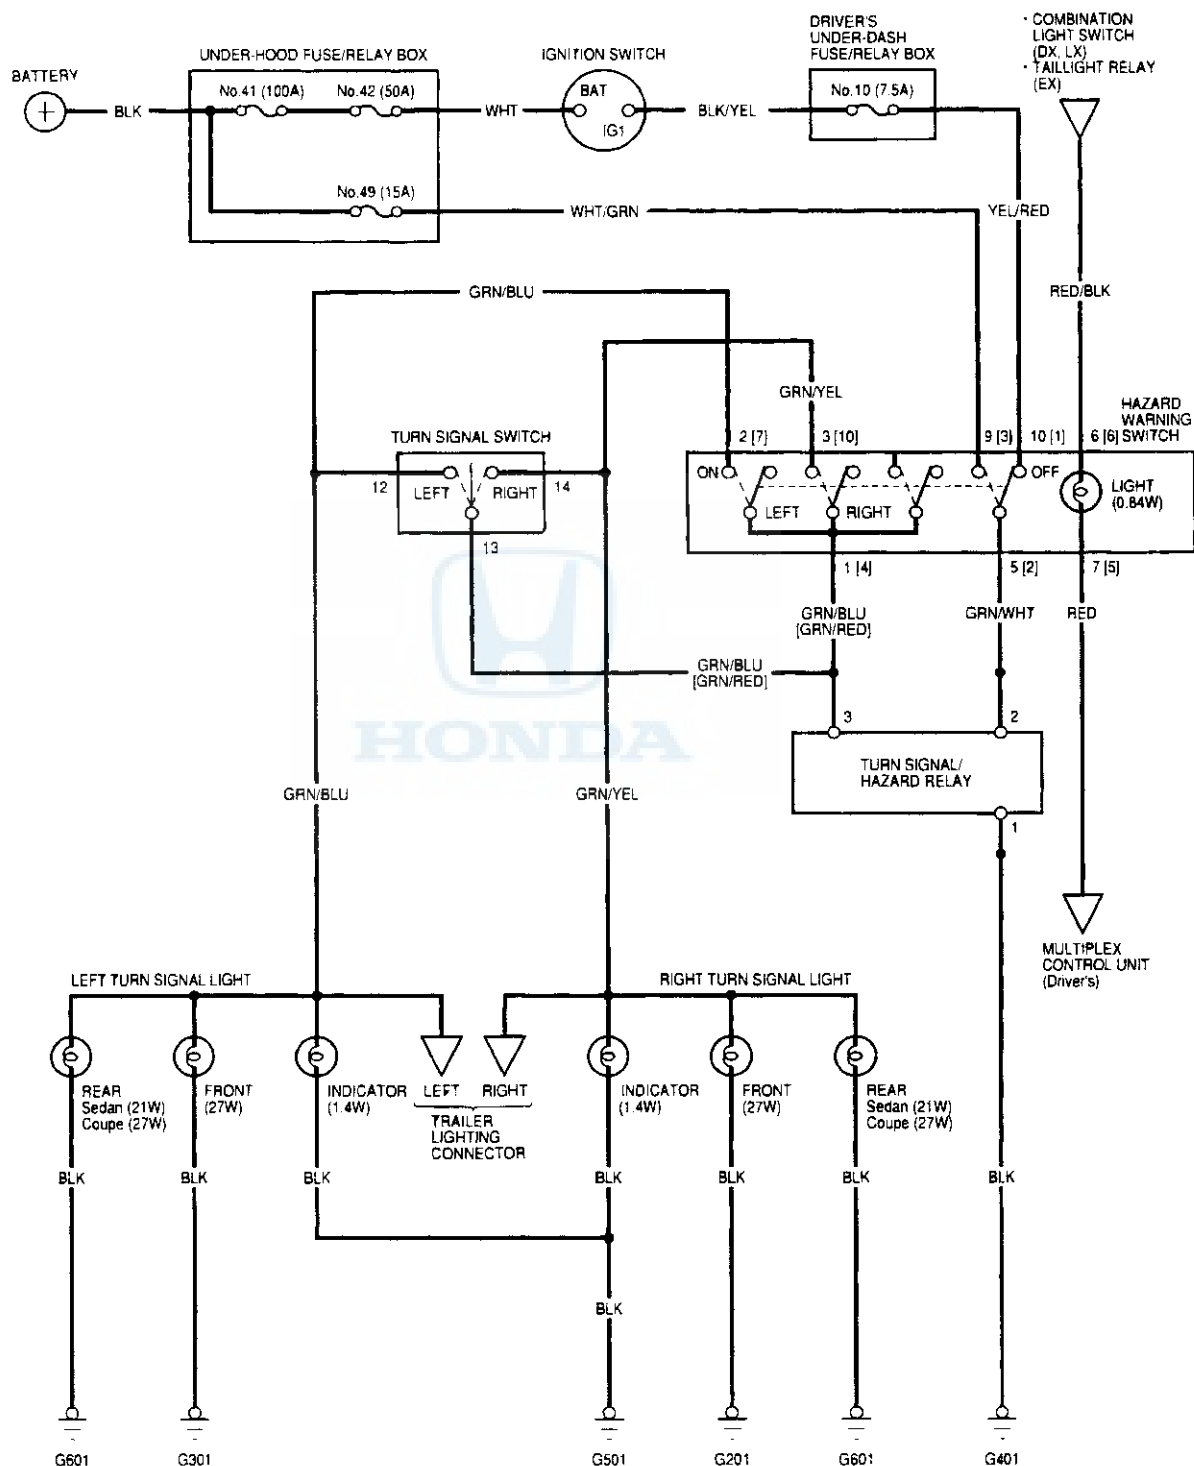 DRIVER'S
UNDER-DASH
FUSE/RELAY BOX
· COMBINATION
LIGHT SWITCH
(DX, LX)
· TAILLIGHT RELAY
(EX)
UNDER-HOOD FUSE/RELAY BOX
IGNITION SWITCH
BATTERY
No.41 (100A)
No.42 (50A)
BAT
No.10 (7.5A)
BLK
WHT
IG1
BLK/YEL
No.49 (15A)
WHT/GRN
YEL/RED
GRN/BLU
RED/BLK
GRN/YEL
HAZARD
WARNING
SWITCH
TURN SIGNAL SWITCH
2 [7]
3 [10]
9 [3]
10 [1]
6 [6]
12
LEFT
RIGHT
14
ON
LEFT
RIGHT
OFF
LIGHT
(0.84W)
13
1 [4]
5 [2]
7 [5]
GRN/BLU
[GRN/RED]
GRN/WHT
RED
GRN/BLU
[GRN/RED]
3
2
HONDA
TURN SIGNAL/
HAZARD RELAY
GRN/BLU
GRN/YEL
1
LEFT TURN SIGNAL LIGHT
RIGHT TURN SIGNAL LIGHT
MULTIPLEX
CONTROL UNIT
(Driver's)
REAR
Sedan (21W)
Coupe (27W)
FRONT
(27W)
INDICATOR
(1.4W)
LEFT
RIGHT
TRAILER
LIGHTING
CONNECTOR
INDICATOR
(1.4W)
FRONT
(27W)
REAR
Sedan (21W)
Coupe (27W)
BLK
BLK
BLK
BLK
BLK
BLK
BLK
BLK
G601
G301
G501
G201
G601
G401